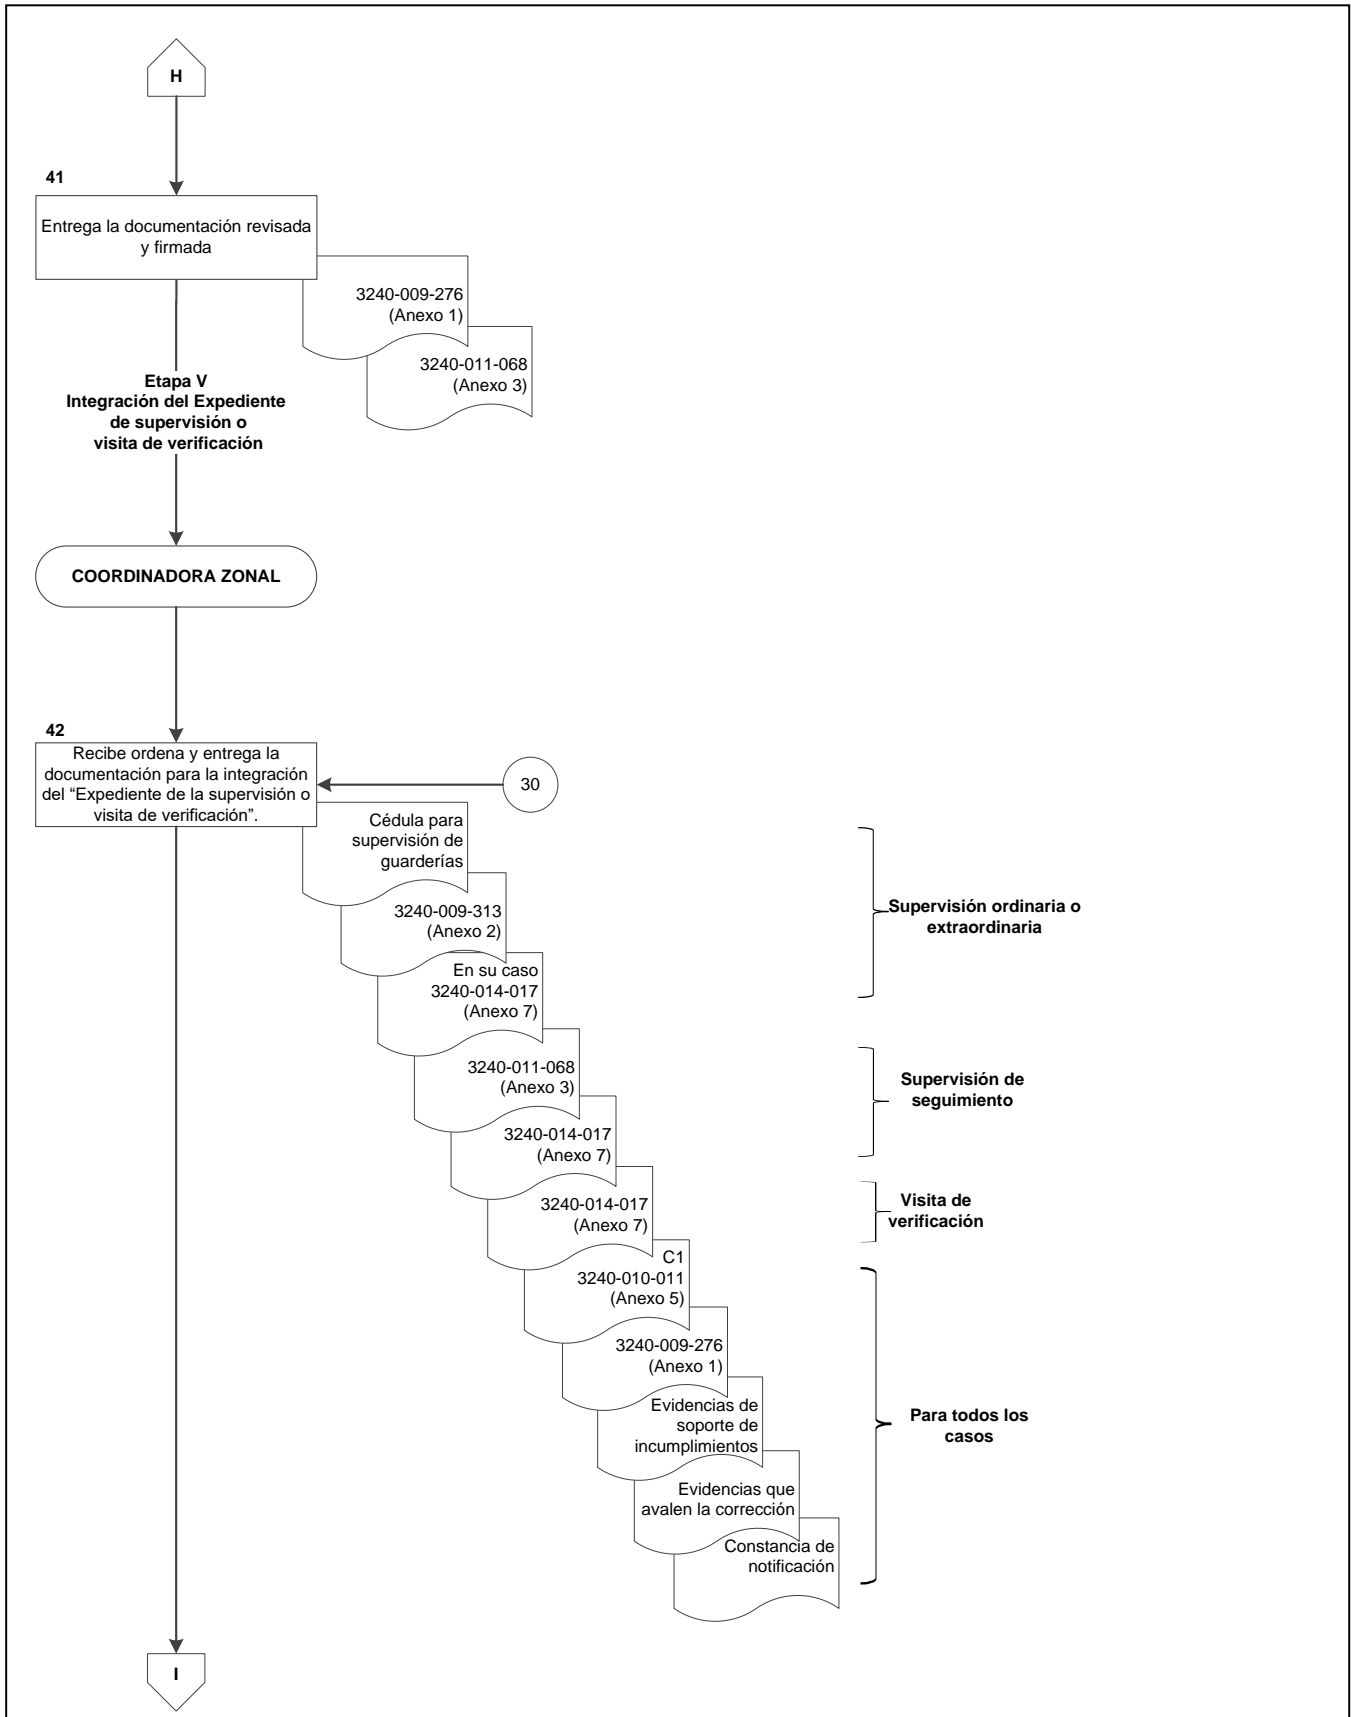 H
41
Entrega la documentación revisada
y firmada
3240-009-276
(Anexo 1)
3240-011-068
(Anexo 3)
Etapa V
Integración del Expediente
de supervisión o
visita de verificación
COORDINADORA ZONAL
42
Recibe ordena y entrega la
documentación para la integración
del “Expediente de la supervisión o
visita de verificación”.
30
Cédula para
supervisión de
guarderías
3240-009-313
(Anexo 2)
En su caso
3240-014-017
(Anexo 7)
Supervisión ordinaria o
extraordinaria
3240-011-068
(Anexo 3)
3240-014-017
(Anexo 7)
Supervisión de
seguimiento
3240-014-017
(Anexo 7)
Visita de
verificación
C1
3240-010-011
(Anexo 5)
3240-009-276
(Anexo 1)
Evidencias de
soporte de
incumplimientos
Evidencias que
avalen la corrección
Constancia de
notificación
Para todos los
casos
I